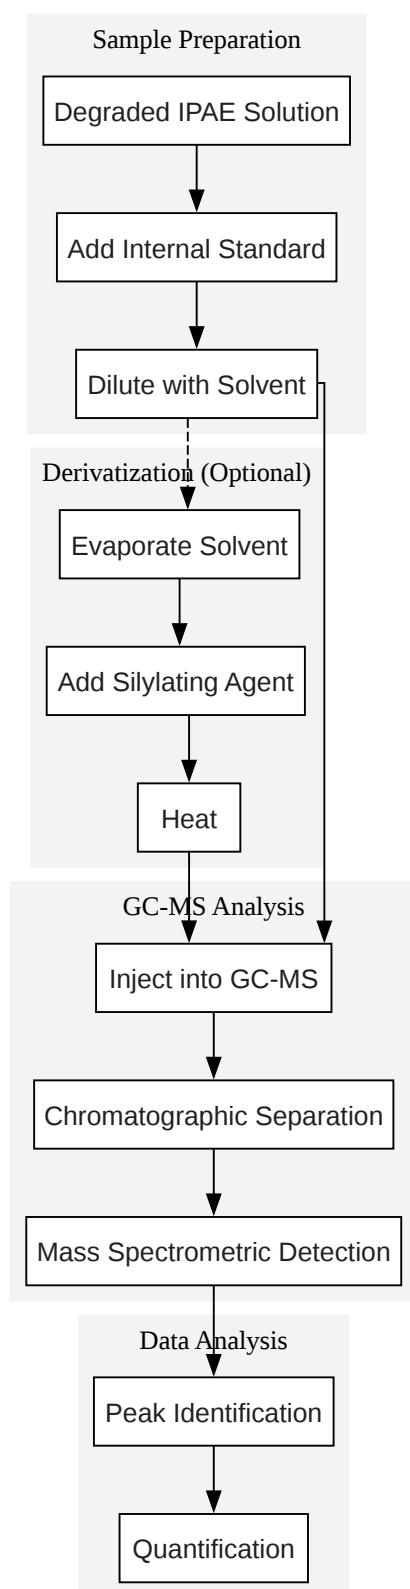 Sample Preparation
Degraded IPAE Solution
Add Internal Standard
Dilute with Solvent
Derivatization (Optional)
Evaporate Solvent
Add Silylating Agent
Heat
GC-MS Analysis
Inject into GC-MS
Chromatographic Separation
Mass Spectrometric Detection
Data Analysis
Peak Identification
Quantification